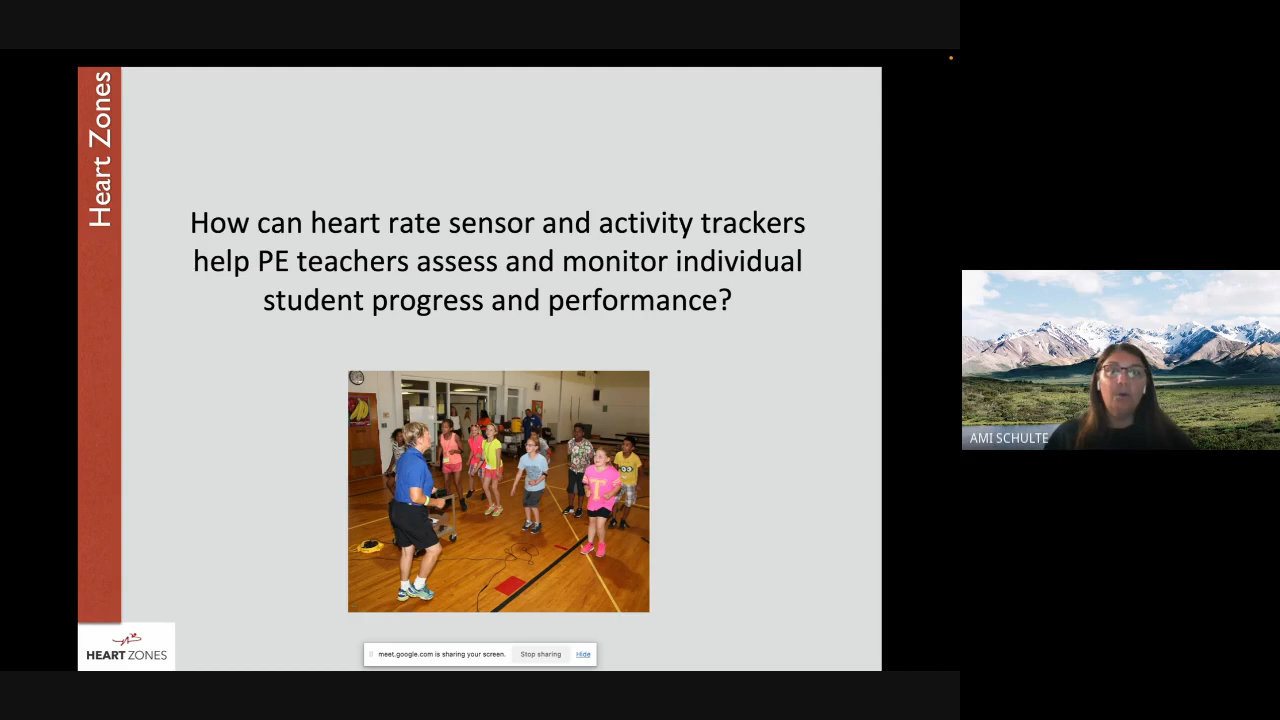 Heart Zones
How can heart rate sensor and activity trackers
help PE teachers assess and monitor individual
student progress and performance?
T
HEART ZONES
meet.google.com is sharing your screen.
Stop sharing
Hide
AMI SCHULTE